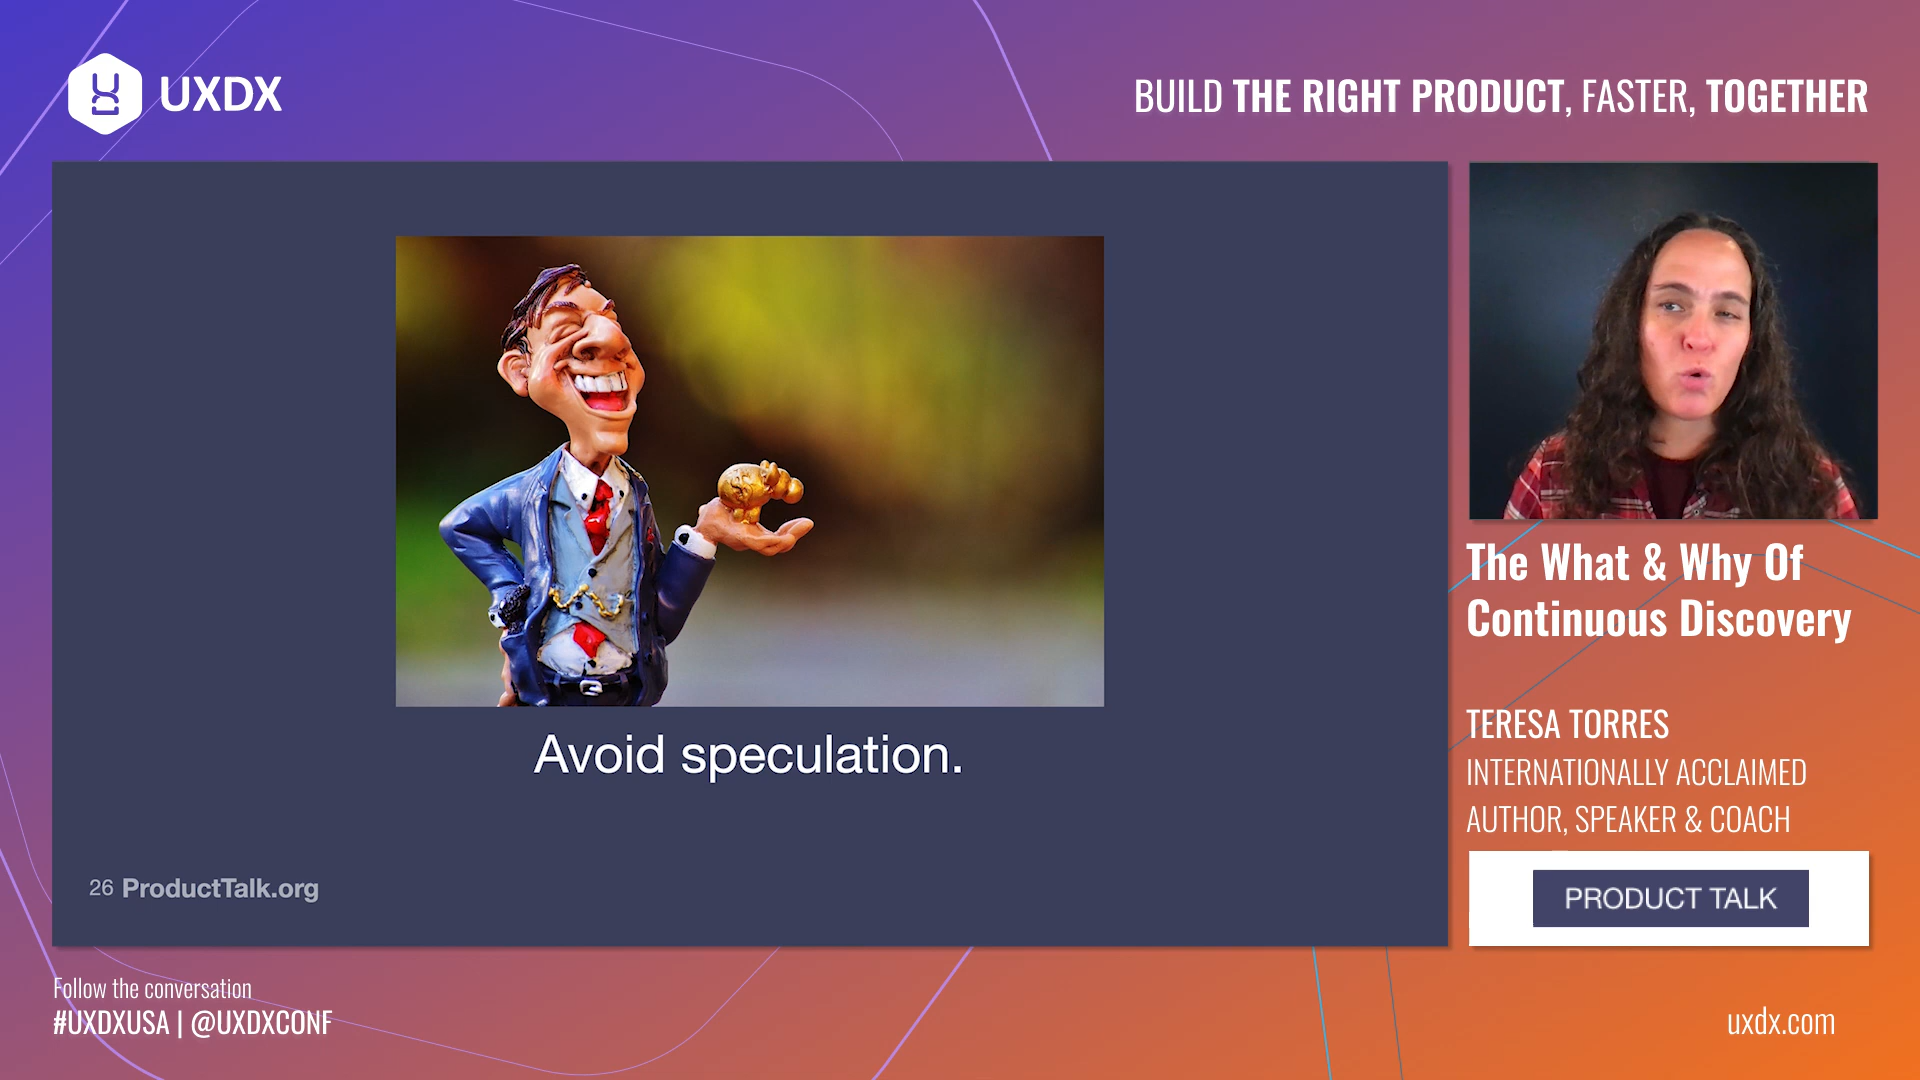 UXDX
BUILD THE RIGHT PRODUCT, FASTER, TOGETHER
Avoid speculation.
26 ProductTalk.org
The What & Why Of
Continuous Discovery
TERESA TORRES
INTERNATIONALLY ACCLAIMED
AUTHOR, SPEAKER & COACH
PRODUCT TALK
Follow the conversation
#UXDXUSA | @UXDXCONF
uxdx.com